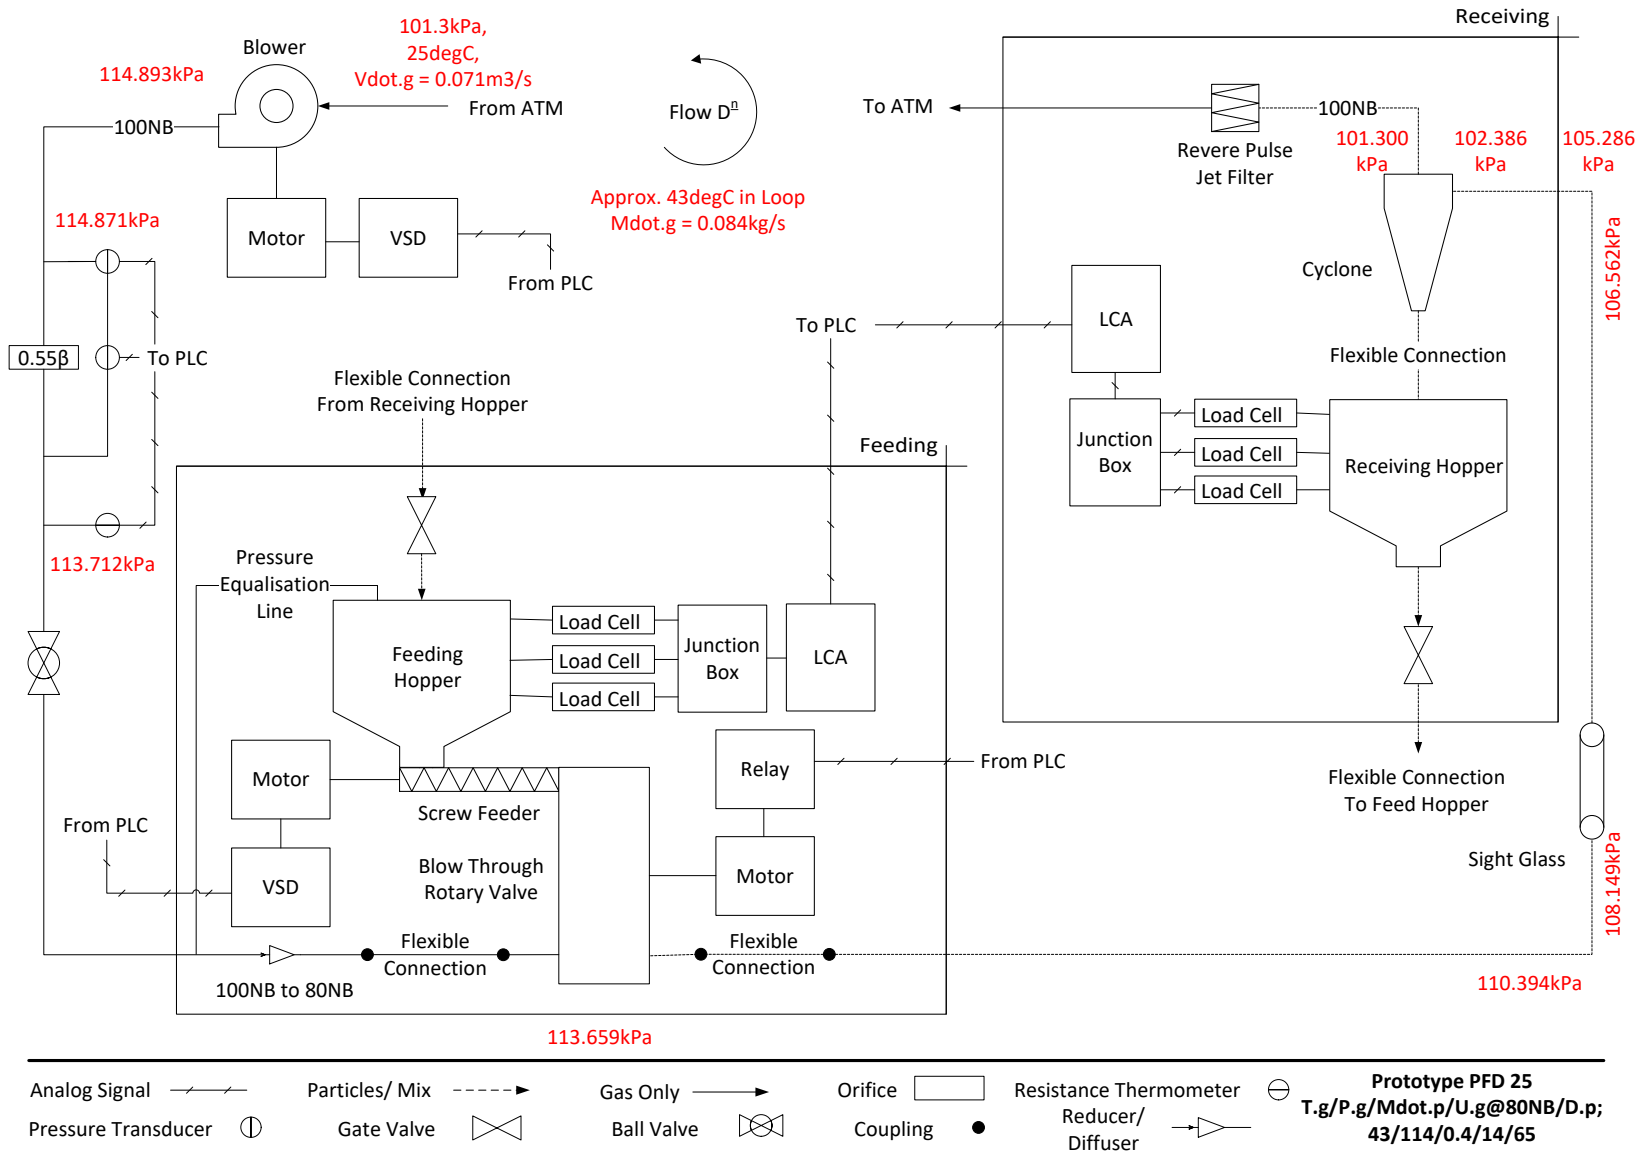 Receiving
Blower
101.3kPa,
25degC,
Vdot.g = 0.071m3/s
114.893kPa
From ATM
100NB
Flow Dⁿ
To ATM
100NB
101.300
kPa
102.386
kPa
105.286
kPa
Revere Pulse
Jet Filter
Approx. 43degC in Loop
Mdot.g = 0.084kg/s
114.871kPa
Motor
VSD
From PLC
Cyclone
106.562kPa
LCA
To PLC
0.55β
To PLC
Flexible Connection
Flexible Connection
From Receiving Hopper
Load Cell
Load Cell
Load Cell
Junction
Box
Receiving Hopper
Feeding
113.712kPa
Pressure
Equalisation
Line
Feeding
Hopper
Load Cell
Load Cell
Load Cell
Junction
Box
LCA
Motor
Relay
From PLC
Flexible Connection
To Feed Hopper
Screw Feeder
From PLC
Blow Through
Rotary Valve
VSD
Motor
Sight Glass
108.149kPa
Flexible
Connection
Flexible
Connection
100NB to 80NB
110.394kPa
113.659kPa
Analog Signal
Particles/ Mix
Gas Only
Orifice
Resistance Thermometer
Pressure Transducer
Gate Valve
Ball Valve
Coupling
Reducer/
Diffuser
Prototype PFD 25
T.g/P.g/Mdot.p/U.g@80NB/D.p;
43/114/0.4/14/65